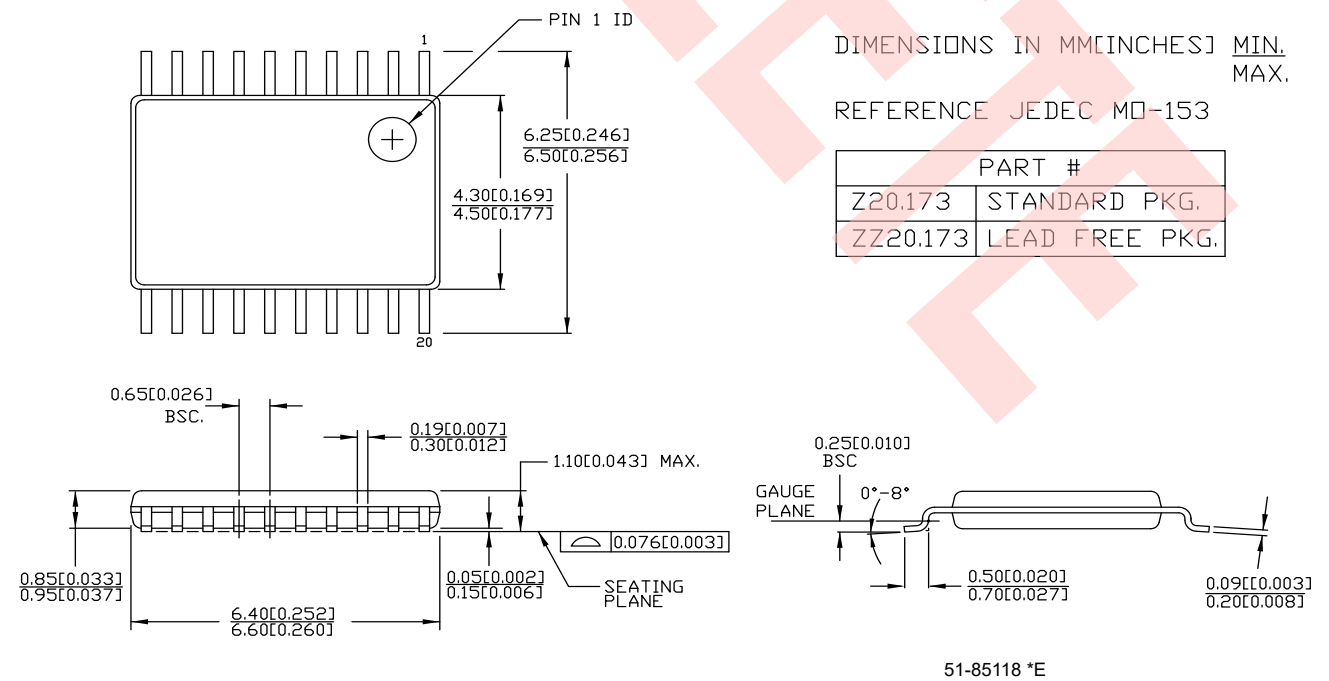 PIN 1 ID
1
DIMENSIONS IN MM[INCHES] MIN.
MAX.
REFERENCE JEDEC MO-153
PART #
Z20.173 STANDARD PKG.
ZZ20.173 LEAD FREE PKG.
6.25[0.246]
6.50[0.256]
4.30[0.169]
4.50[0.177]
20
0.65[0.026]
BSC.
0.19[0.007]
0.30[0.012]
1.10[0.043] MAX.
0.076[0.003]
0.85[0.033]
0.95[0.037]
0.05[0.002]
0.15[0.006]
SEATING
PLANE
6.40[0.252]
6.60[0.260]
0.25[0.010]
BSC
GAUGE
PLANE
0°-8°
0.50[0.020]
0.70[0.027]
0.09[[0.003]
0.20[0.008]
51-85118 *E